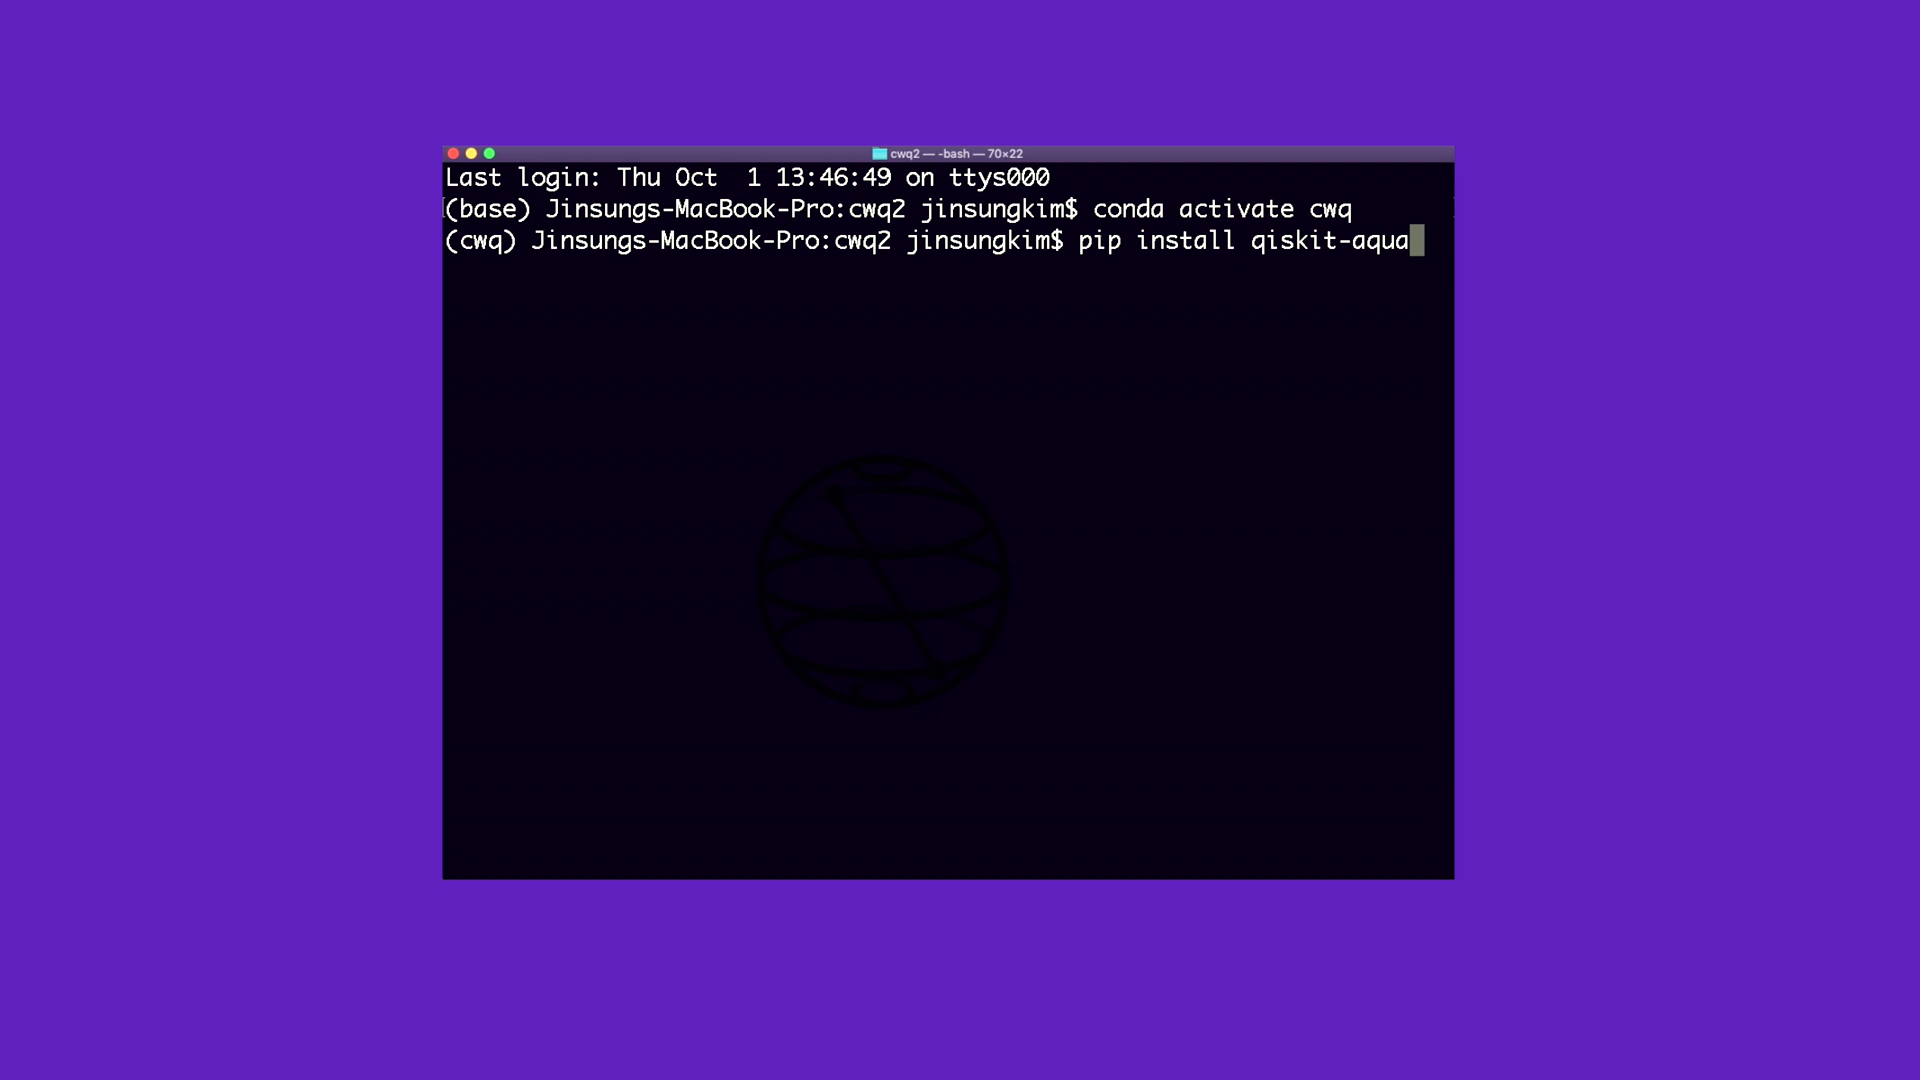 cwq2 — -bash — 70×22
Last login: Thu Oct  1 13:46:49 on ttys000
(base) Jinsungs-MacBook-Pro:cwq2 jinsungkim$ conda activate cwq
(cwq) Jinsungs-MacBook-Pro:cwq2 jinsungkim$ pip install qiskit-aqua